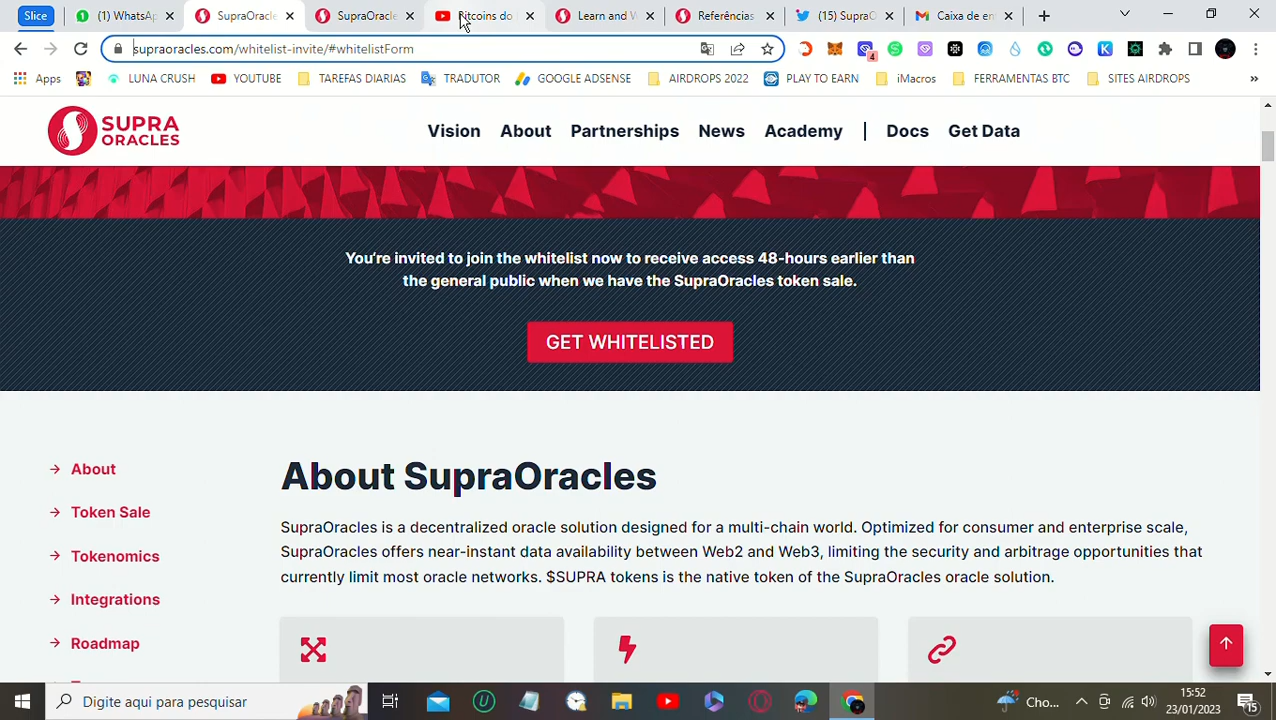 Slice
(1) WhatsA
SupraOracle
SupraOracle
Bitcoins do
Learn and W
Referências
(15) SupraO
Caixa de en
supraoracles.com/whitelist-invite/#whitelistForm
4
Apps
LUNA CRUSH
YOUTUBE
TAREFAS DIARIAS
TRADUTOR
GOOGLE ADSENSE
AIRDROPS 2022
PLAY TO EARN
iMacros
FERRAMENTAS BTC
SITES AIRDROPS
»
SUPRA
ORACLES
Vision
About
Partnerships
News
Academy
|
Docs
Get Data
You're invited to join the whitelist now to receive access 48-hours earlier than
the general public when we have the SupraOracles token sale.
GET WHITELISTED
About
Token Sale
Tokenomics
Integrations
Roadmap
About SupraOracles
SupraOracles is a decentralized oracle solution designed for a multi-chain world. Optimized for consumer and enterprise scale,
SupraOracles offers near-instant data availability between Web2 and Web3, limiting the security and arbitrage opportunities that
currently limit most oracle networks. $SUPRA tokens is the native token of the SupraOracles oracle solution.
Digite aqui para pesquisar
Cho...
15:52
23/01/2023
15